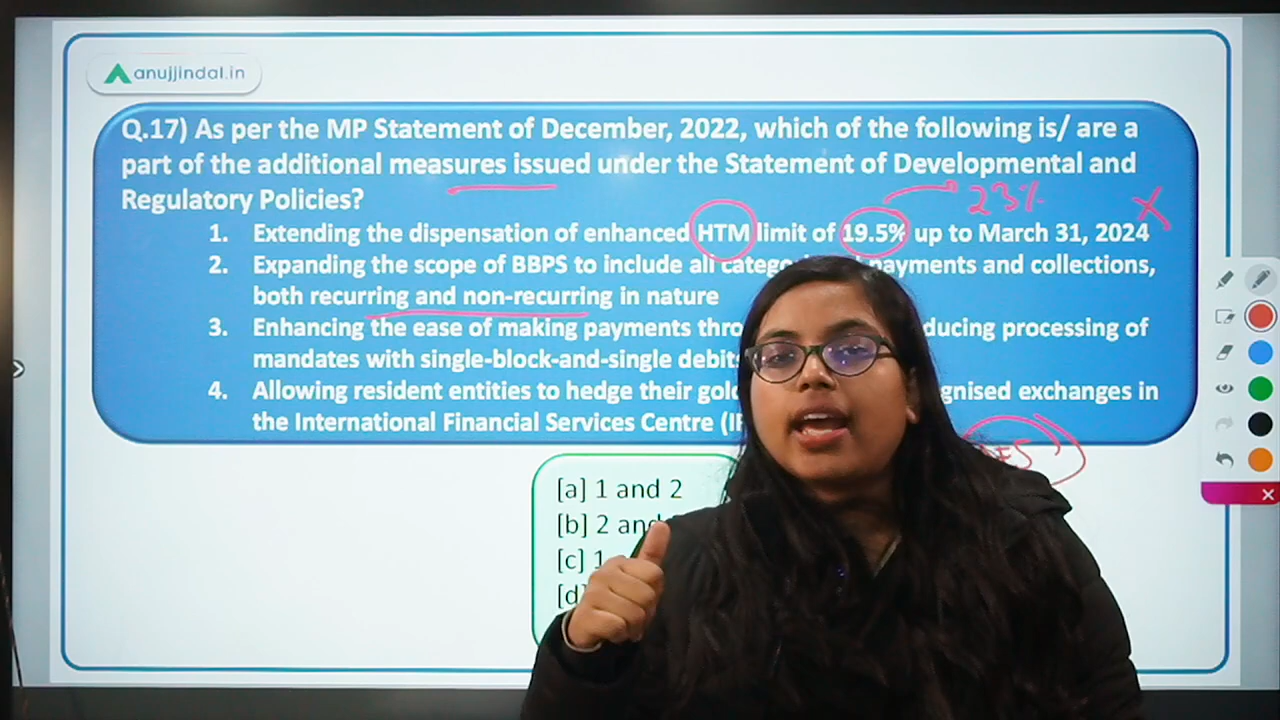 anujjindal.in
Q.17) As per the MP Statement of December, 2022, which of the following is/ are a
part of the additional measures issued under the Statement of Developmental and
Regulatory Policies?
23%
1. Extending the dispensation of enhanced HTM limit of 19.5% up to March 31, 2024 X
2. Expanding the scope of BBPS to include all payments and collections,
both recurring and non-recurring in nature
3. Enhancing the ease of making payments processing of
mandates with single-block-and-single
4. Allowing resident entities to hedge their exchanges in
the International Financial Services Centre
[a] 1 and 2
[b] 2 and
[c] 1
[d]